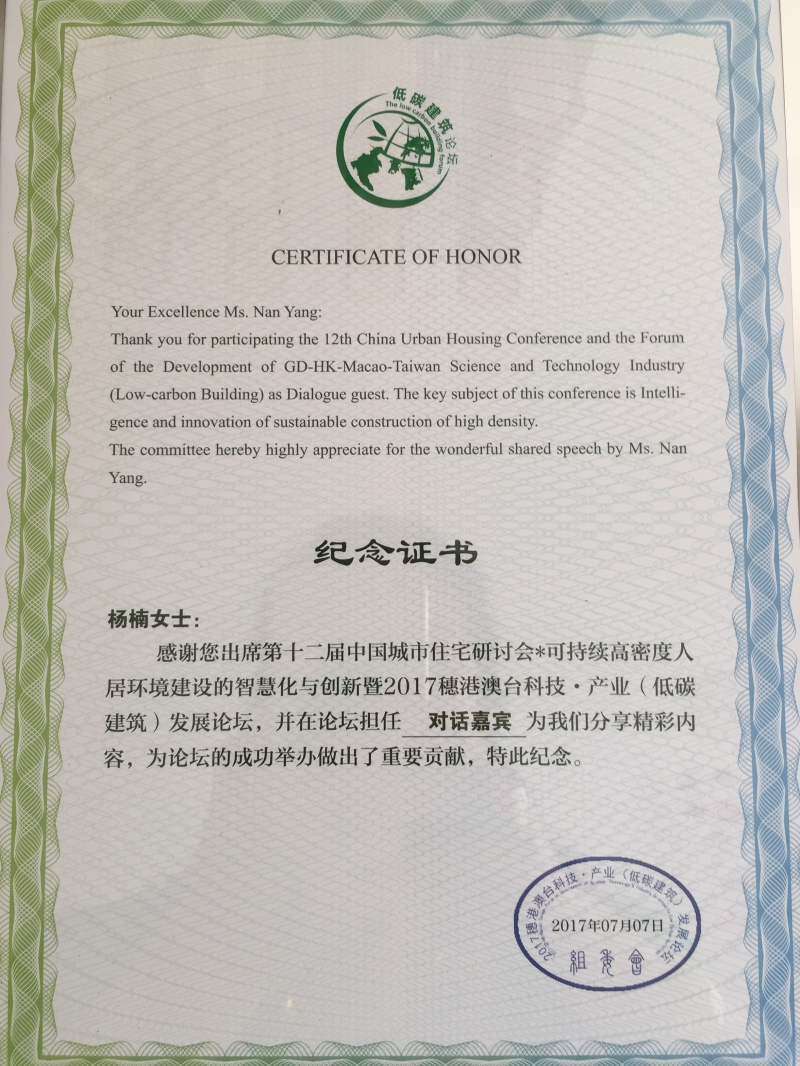 低碳建筑论坛
The low carbon building forum
CERTIFICATE OF HONOR
Your Excellence Ms. Nan Yang:
Thank you for participating the 12th China Urban Housing Conference and the Forum
of the Development of GD-HK-Macao-Taiwan Science and Technology Industry
(Low-carbon Building) as Dialogue guest. The key subject of this conference is Intelli-
gence and innovation of sustainable construction of high density.
The committee hereby highly appreciate for the wonderful shared speech by Ms. Nan
Yang.
纪念证书
杨楠女士：
感谢您出席第十二届中国城市住宅研讨会*可持续高密度人
居环境建设的智慧化与创新暨2017穗港澳台科技·产业（低碳
建筑）发展论坛，并在论坛担任 对话嘉宾 为我们分享精彩内
容，为论坛的成功举办做出了重要贡献，特此纪念。
2017穗港澳台科技·产业（低碳建筑）发展论坛
2017年07月07日
組委會